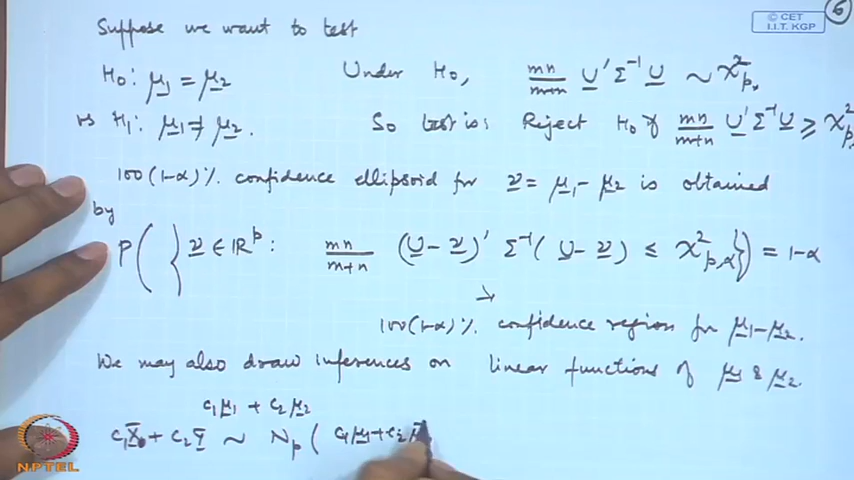 6
© CET
I.I.T. KGP
Suppose we want to test
H₀: μ₁ = μ₂ Under H₀, mn/m+n U' Σ⁻¹ U ~ χ²p.
vs H₁: μ₁ ≠ μ₂. So test is: Reject H₀ if mn/m+n U' Σ⁻¹ U ≥ χ²p,
100(1-α)% confidence ellipsoid for ν = μ₁ - μ₂ is obtained
by
P( { ν ∈ ℝᵖ : mn/m+n (U - ν)' Σ⁻¹ (U - ν) ≤ χ²p,α } ) = 1-α
→
100(1-α)% confidence region for μ₁-μ₂.
We may also draw inferences on linear functions of μ₁ & μ₂.
c₁μ₁ + c₂μ₂
c₁X̄ + c₂Ȳ ~ Nₚ( c₁μ₁+c₂μ
NPTEL